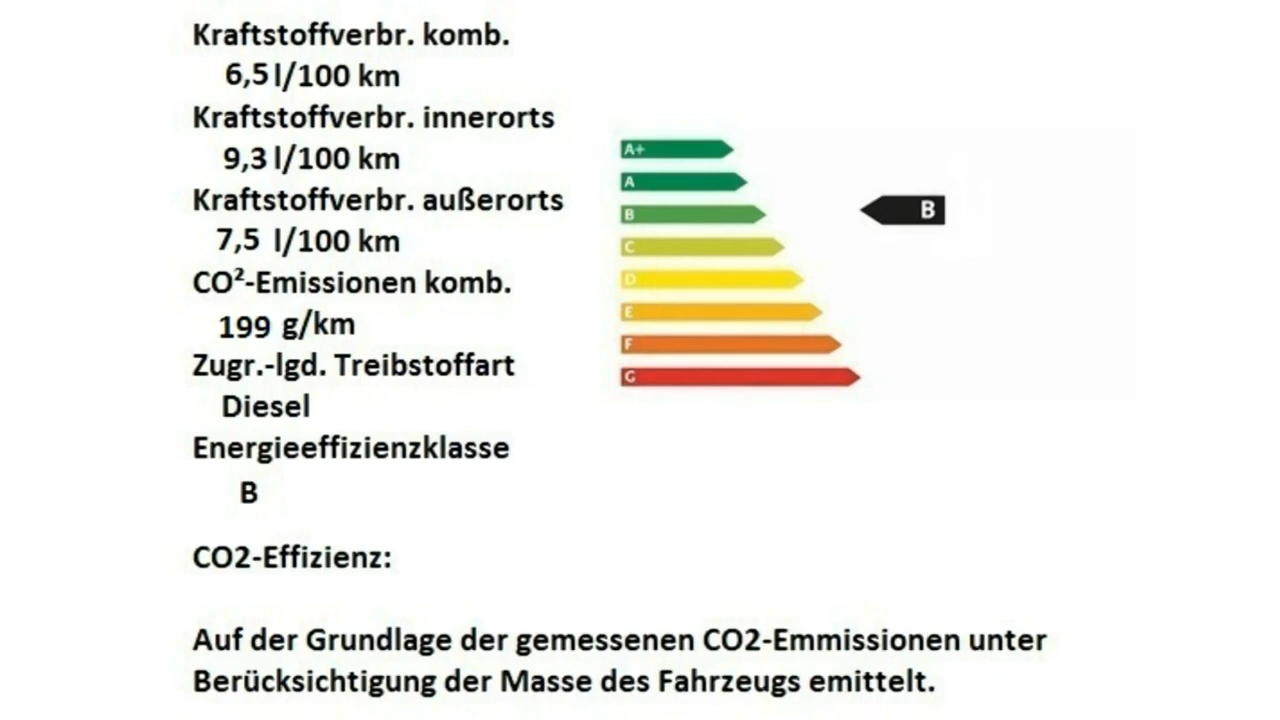 Kraftstoffverbr. komb.
6,5 l/100 km
Kraftstoffverbr. innerorts
9,3 l/100 km
Kraftstoffverbr. außerorts
7,5 l/100 km
CO²-Emissionen komb.
199 g/km
Zugr.-lgd. Treibstoffart
Diesel
Energieeffizienzklasse
B
A+
A
B
C
D
E
F
G
B
CO2-Effizienz:
Auf der Grundlage der gemessenen CO2-Emmissionen unter
Berücksichtigung der Masse des Fahrzeugs emittelt.